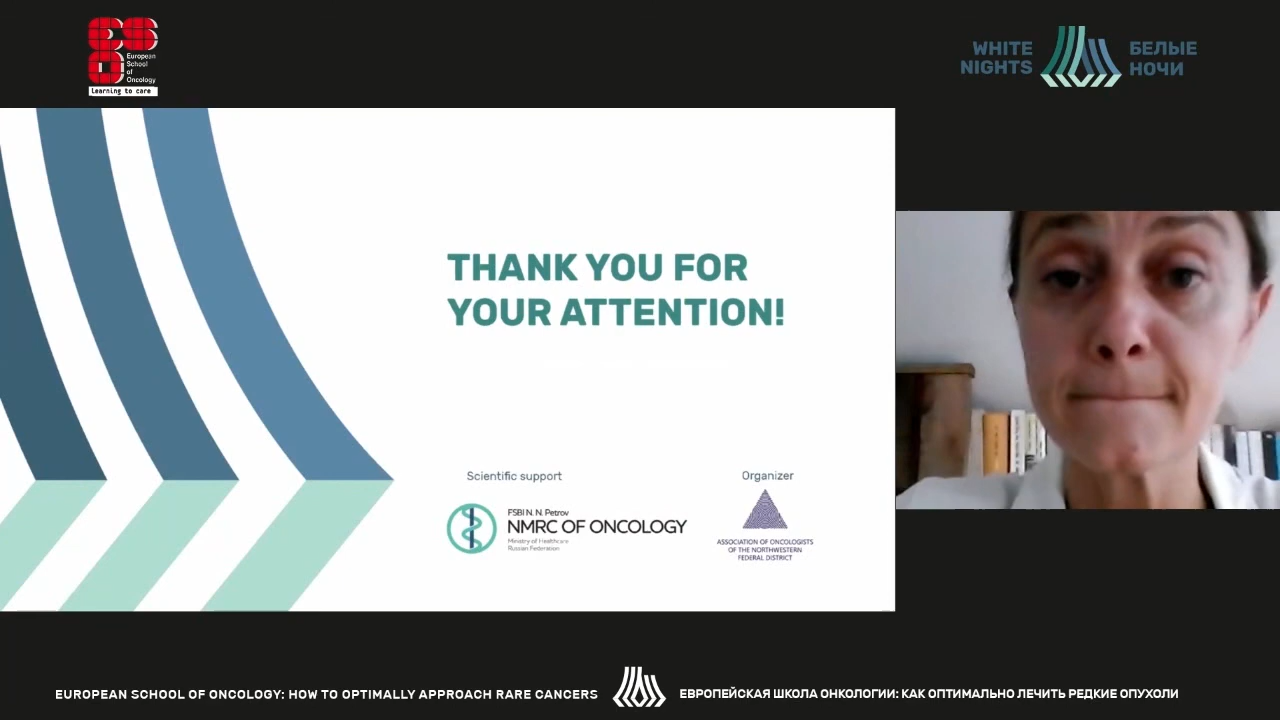 ESO
European
School
of
Oncology
Learning to care
WHITE
NIGHTS
БЕЛЫЕ
НОЧИ
THANK YOU FOR
YOUR ATTENTION!
Scientific support
FSBI N. N. Petrov
NMRC OF ONCOLOGY
Ministry of Healthcare
Russian Federation
Organizer
ASSOCIATION OF ONCOLOGISTS
OF THE NORTHWESTERN
FEDERAL DISTRICT
EUROPEAN SCHOOL OF ONCOLOGY: HOW TO OPTIMALLY APPROACH RARE CANCERS
ЕВРОПЕЙСКАЯ ШКОЛА ОНКОЛОГИИ: КАК ОПТИМАЛЬНО ЛЕЧИТЬ РЕДКИЕ ОПУХОЛИ